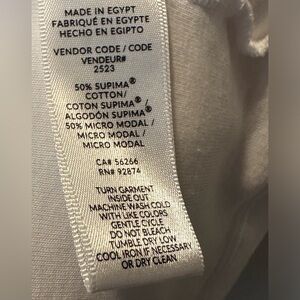 MADE IN EGYPT
FABRIQUÉ EN EGYPTE
HECHO EN EGIPTO
VENDOR CODE / CODE
VENDEUR#
2523
50% SUPIMA®
COTTON/
COTON SUPIMA®/
ALGODÓN SUPIMA®
50% MICRO MODAL /
MICRO MODAL /
MICRO MODAL
CA# 56266
RN# 92874
TURN GARMENT
INSIDE OUT
MACHINE WASH COLD
WITH LIKE COLORS
GENTLE CYCLE
DO NOT BLEACH
TUMBLE DRY LOW
COOL IRON IF NECESSARY
OR DRY CLEAN